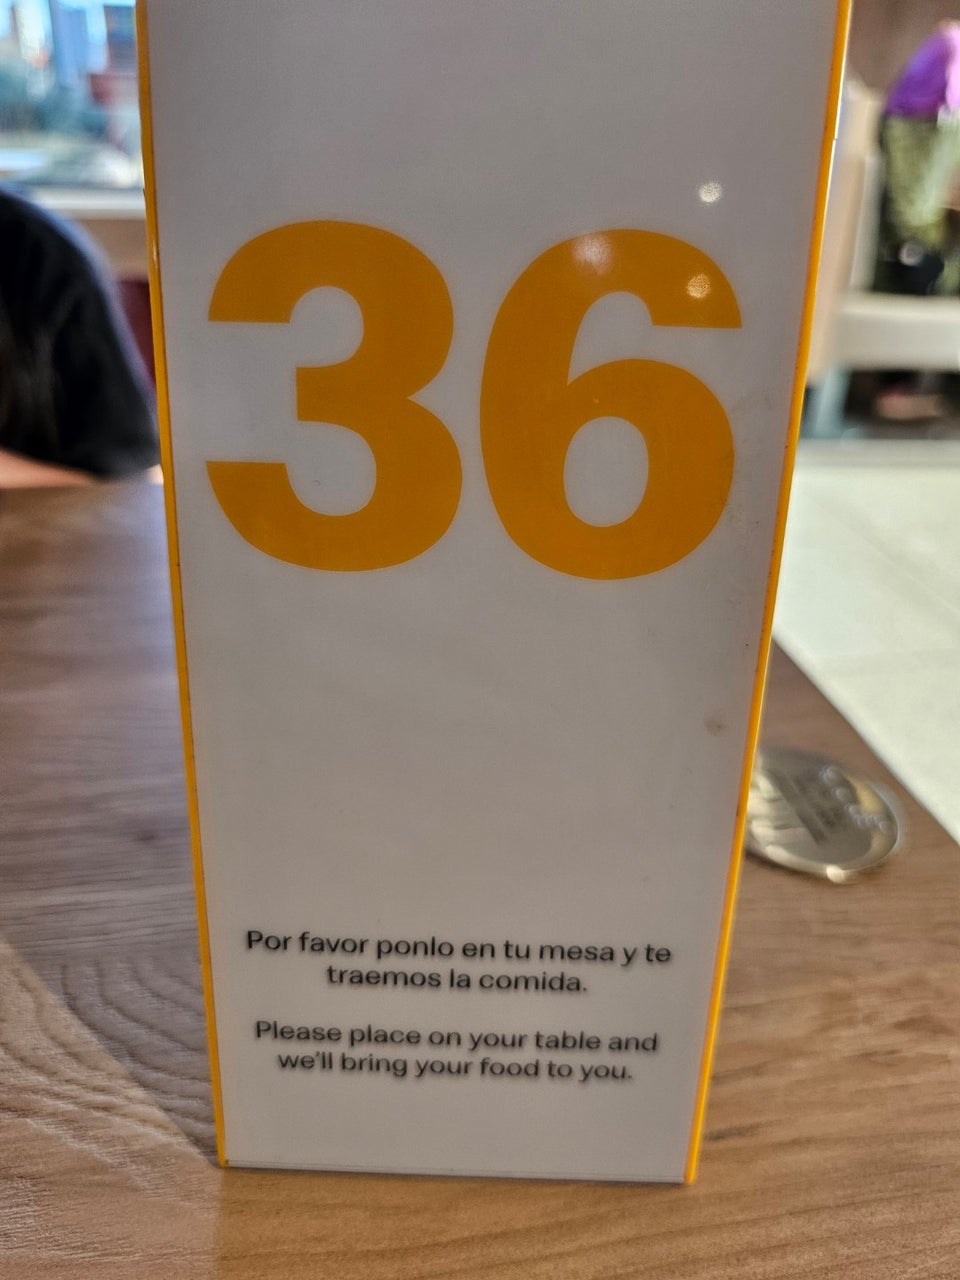 36
Por favor ponlo en tu mesa y te
traemos la comida.
Please place on your table and
we'll bring your food to you.